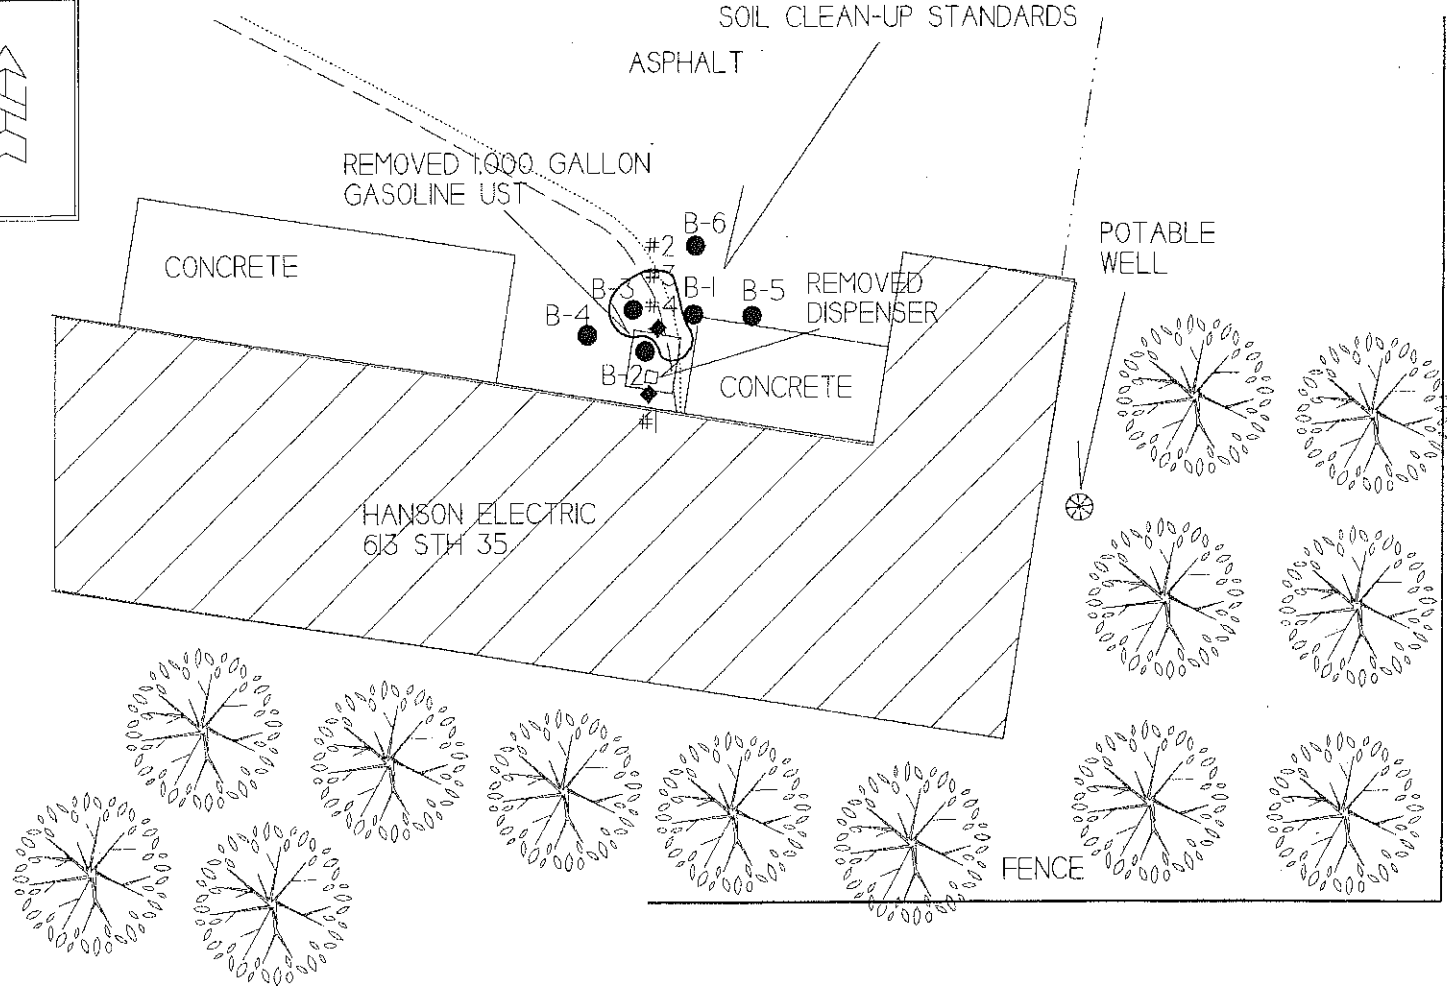 SOIL CLEAN-UP STANDARDS
ASPHALT
REMOVED 1,000 GALLON
GASOLINE UST
B-6
#2
POTABLE
WELL
CONCRETE
#3
B-3
B-1
B-5
REMOVED
DISPENSER
#4
B-4
B-2
CONCRETE
#1
HANSON ELECTRIC
613 STH 35
FENCE